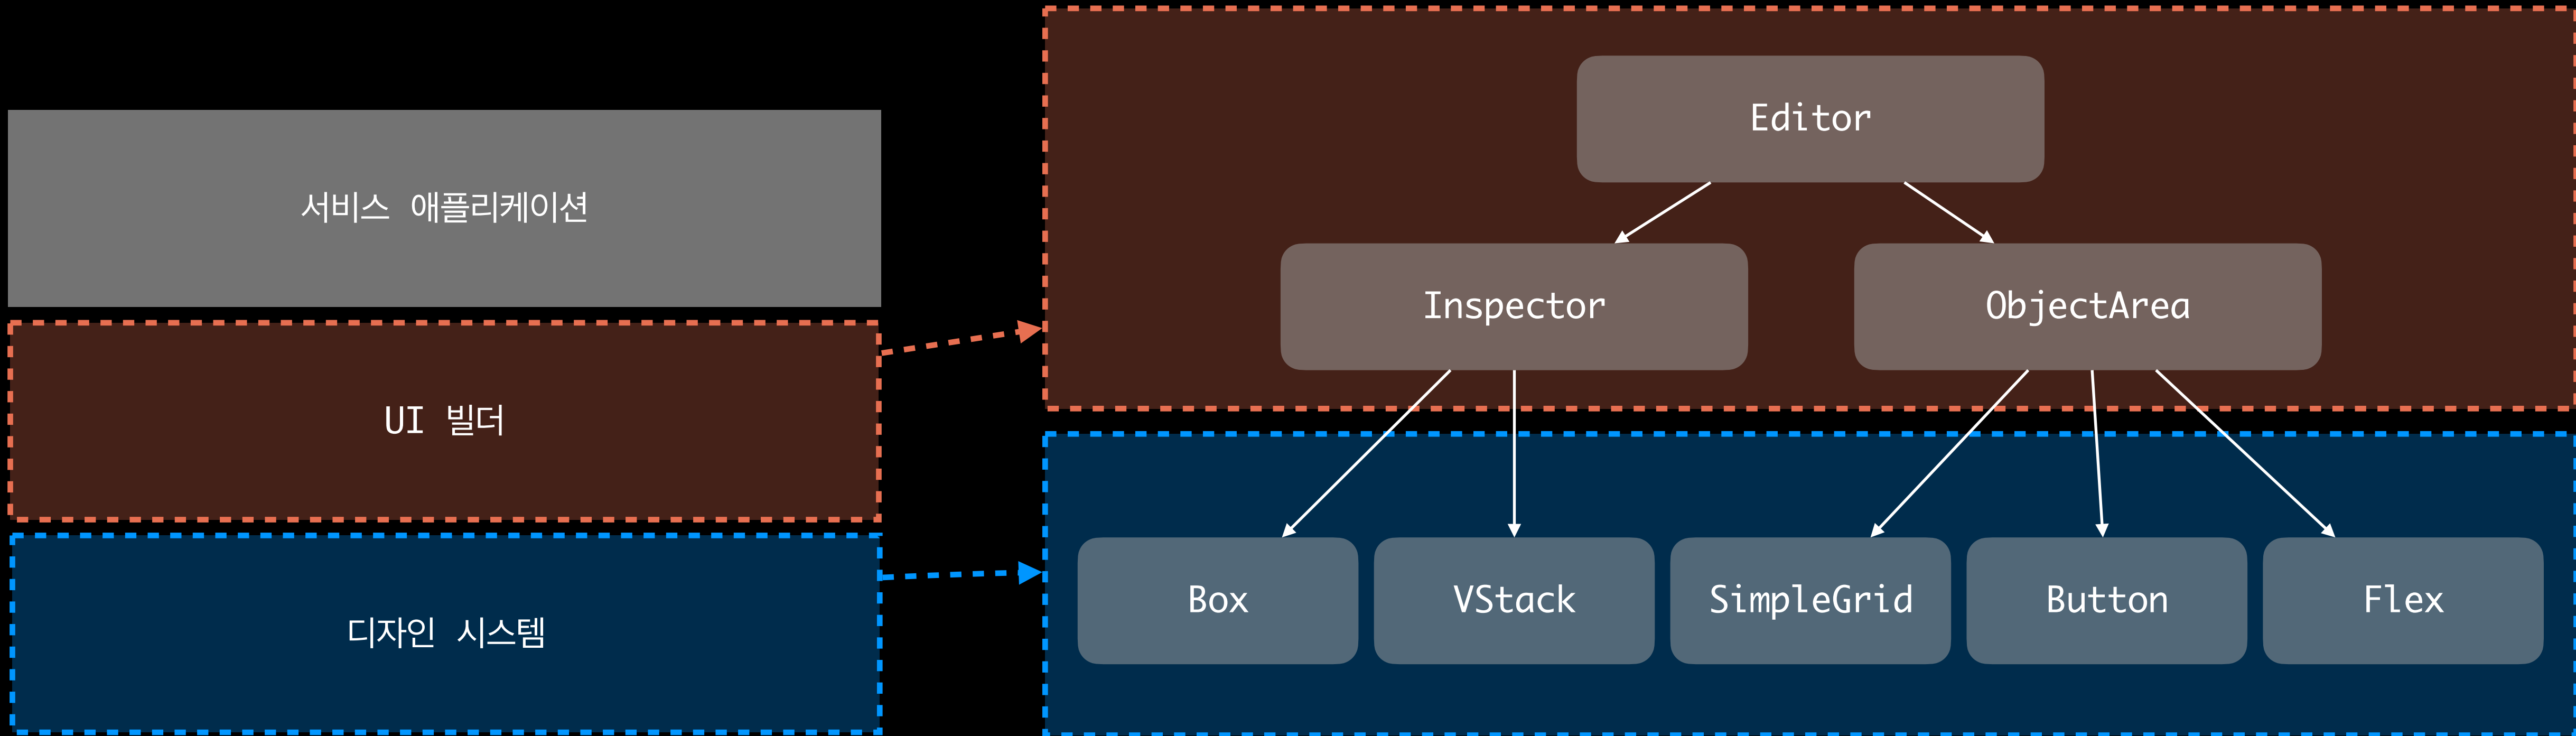 서비스 애플리케이션
UI 빌더
디자인 시스템
Editor
Inspector
ObjectArea
Box
VStack
SimpleGrid
Button
Flex